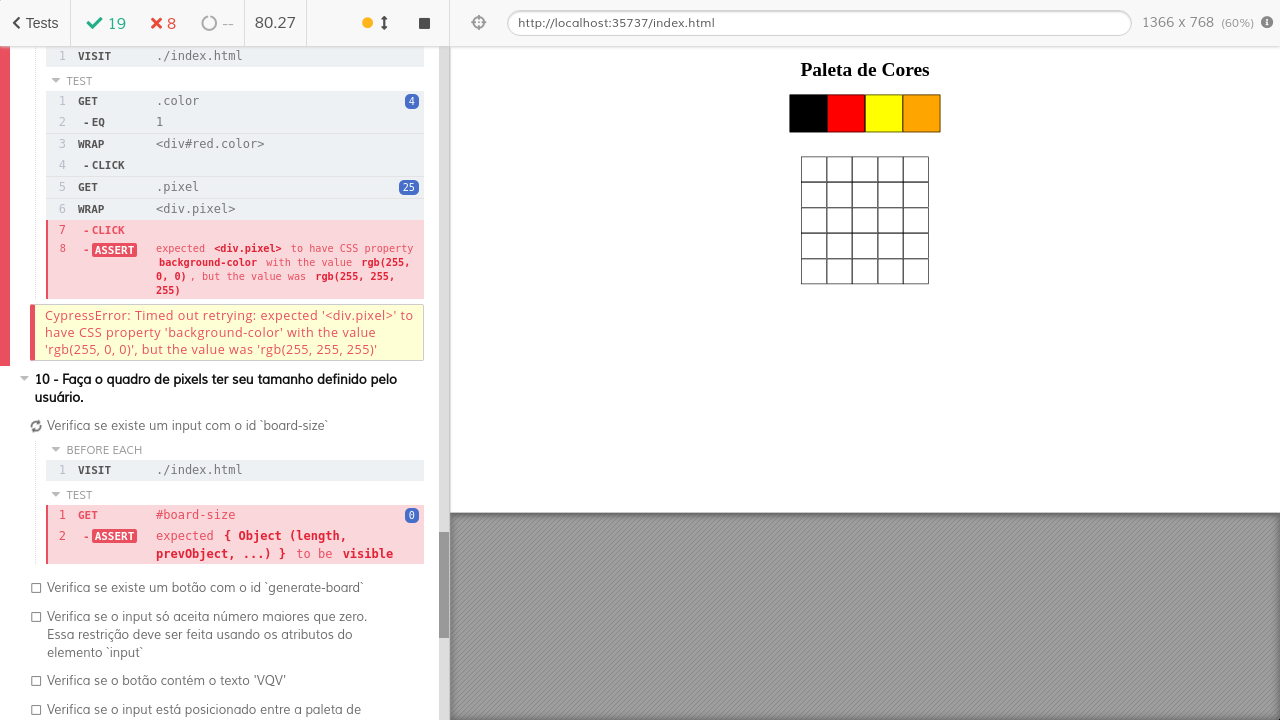 Tests 19 8 -- 80.27
http://localhost:35737/index.html 1366 x 768 (60%)
1 VISIT ./index.html
TEST
1 GET .color 4
2 - EQ 1
3 WRAP <div#red.color>
4 - CLICK
5 GET .pixel 25
6 WRAP <div.pixel>
7 - CLICK
8 - ASSERT expected <div.pixel> to have CSS property
background-color with the value rgb(255,
0, 0) , but the value was rgb(255, 255,
255)
CypressError: Timed out retrying: expected '<div.pixel>' to
have CSS property 'background-color' with the value
'rgb(255, 0, 0)', but the value was 'rgb(255, 255, 255)'
10 - Faça o quadro de pixels ter seu tamanho definido pelo
usuário.
Verifica se existe um input com o id `board-size`
BEFORE EACH
1 VISIT ./index.html
TEST
1 GET #board-size 0
2 - ASSERT expected { Object (length,
prevObject, ...) } to be visible
Verifica se existe um botão com o id `generate-board`
Verifica se o input só aceita número maiores que zero.
Essa restrição deve ser feita usando os atributos do
elemento `input`
Verifica se o botão contém o texto 'VQV'
Verifica se o input está posicionado entre a paleta de
Paleta de Cores